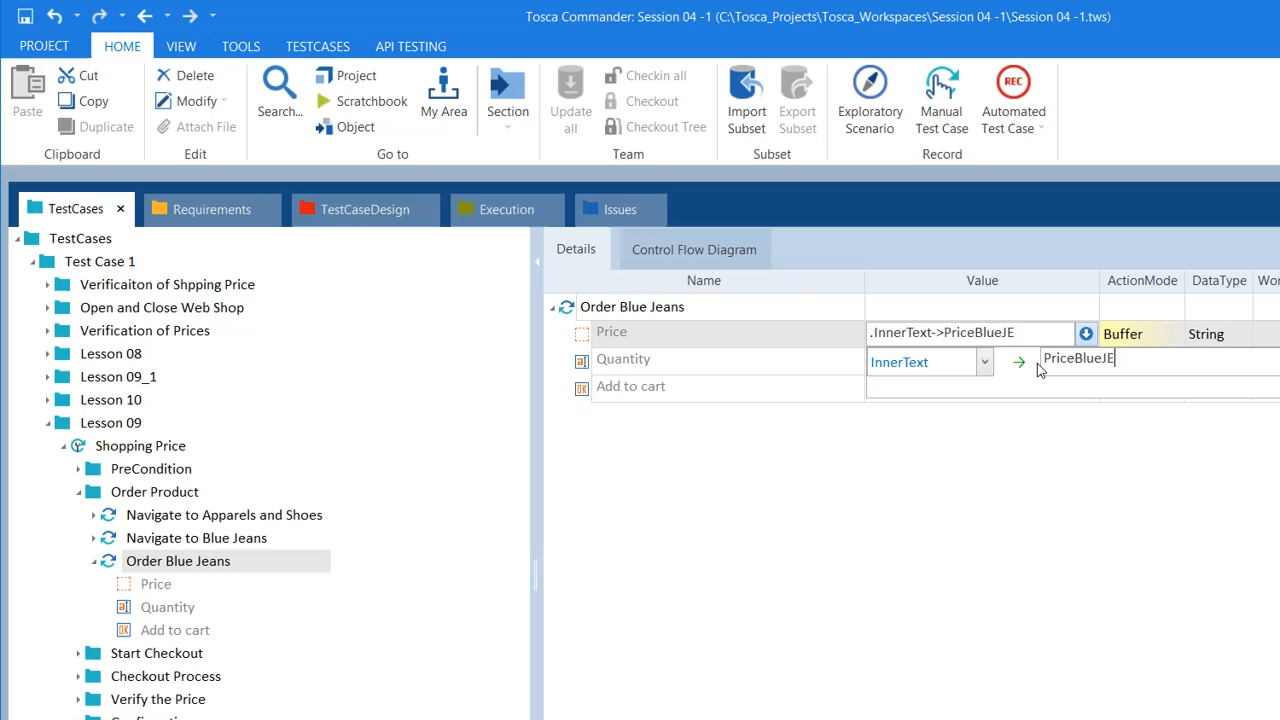 Tosca Commander: Session 04 -1 (C:\Tosca_Projects\Tosca_Workspaces\Session 04 -1\Session 04 -1.tws)
PROJECT HOME VIEW TOOLS TESTCASES API TESTING
Paste
Cut
Copy
Duplicate
Clipboard
Delete
Modify
Attach File
Edit
Search...
Project
Scratchbook
Object
My Area
Section
Go to
Update all
Checkin all
Checkout
Checkout Tree
Team
Import Subset
Export Subset
Subset
Exploratory Scenario
Manual Test Case
REC
Automated Test Case
Record
TestCases × Requirements TestCaseDesign Execution Issues
TestCases
Test Case 1
Verificaiton of Shpping Price
Open and Close Web Shop
Verification of Prices
Lesson 08
Lesson 09_1
Lesson 10
Lesson 09
Shopping Price
PreCondition
Order Product
Navigate to Apparels and Shoes
Navigate to Blue Jeans
Order Blue Jeans
Price
Quantity
Add to cart
Start Checkout
Checkout Process
Verify the Price
Details Control Flow Diagram
Name Value ActionMode DataType Wor
Order Blue Jeans
Price .InnerText->PriceBlueJE Buffer String
Quantity InnerText PriceBlueJE
Add to cart